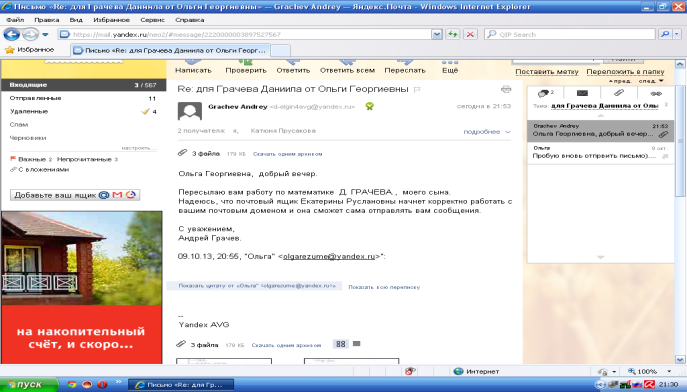 Письмо «Re: для Грачева Даниила от Ольги Георгиевны» — Grachev Andrey — Яндекс.Почта - Windows Internet Explorer
Файл Правка Вид Избранное Сервис Справка
https://mail.yandex.ru/neo2/#message/2220000003897527567
QIP Search
Избранное
Письмо «Re: для Грачева Даниила от Ольги Георг...
Написать Проверить Ответить Ответить всем Переслать Ещё
Поставить метку Переложить в папку
пред. след.
Входящие 3 / 567
Отправленные 11
Удаленные 4
Спам
Черновики
настроить...
Важные 2 Непрочитанные 3
С вложениями
Добавьте ваш ящик
на накопительный
счёт, и скоро...
Re: для Грачева Даниила от Ольги Георгиевны
Grachev Andrey <d-elgin4avg@yandex.ru>
сегодня в 21:53
2 получателя: я, Катюня Прусакова
подробнее
3 файла 179 КБ Скачать одним архивом
Ольга Георгиевна, добрый вечер.
Пересылаю вам работу по математике Д. ГРАЧЕВА , моего сына.
Надеюсь, что почтовый ящик Екатерины Руслановны начнет корректно работать с
вашим почтовым доменом и она сможет сама отправлять вам сообщения.
С уважением,
Андрей Грачев.
09.10.13, 20:55, "Ольга" <olgarezume@yandex.ru>":
Показать цитату от «Ольга" <olgarezume@yandex.ru»
Показать всю переписку
--
Yandex AVG
3 файла 179 КБ Скачать одним архивом 88
2
Тема: для Грачева Даниила от Оль
Grachev Andrey 21:53
Ольга Георгиевна, добрый вечер...
Ольга 9 окт.
Пробую вновь отпрвить письмо)....
Интернет
100%
пуск
Письмо «Re: для Гр...
21:30